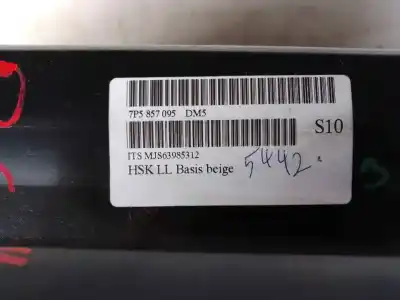 7P5 857 095 DM5
S10
ITS MJS63985312
HSK LL Basis beige 5442.